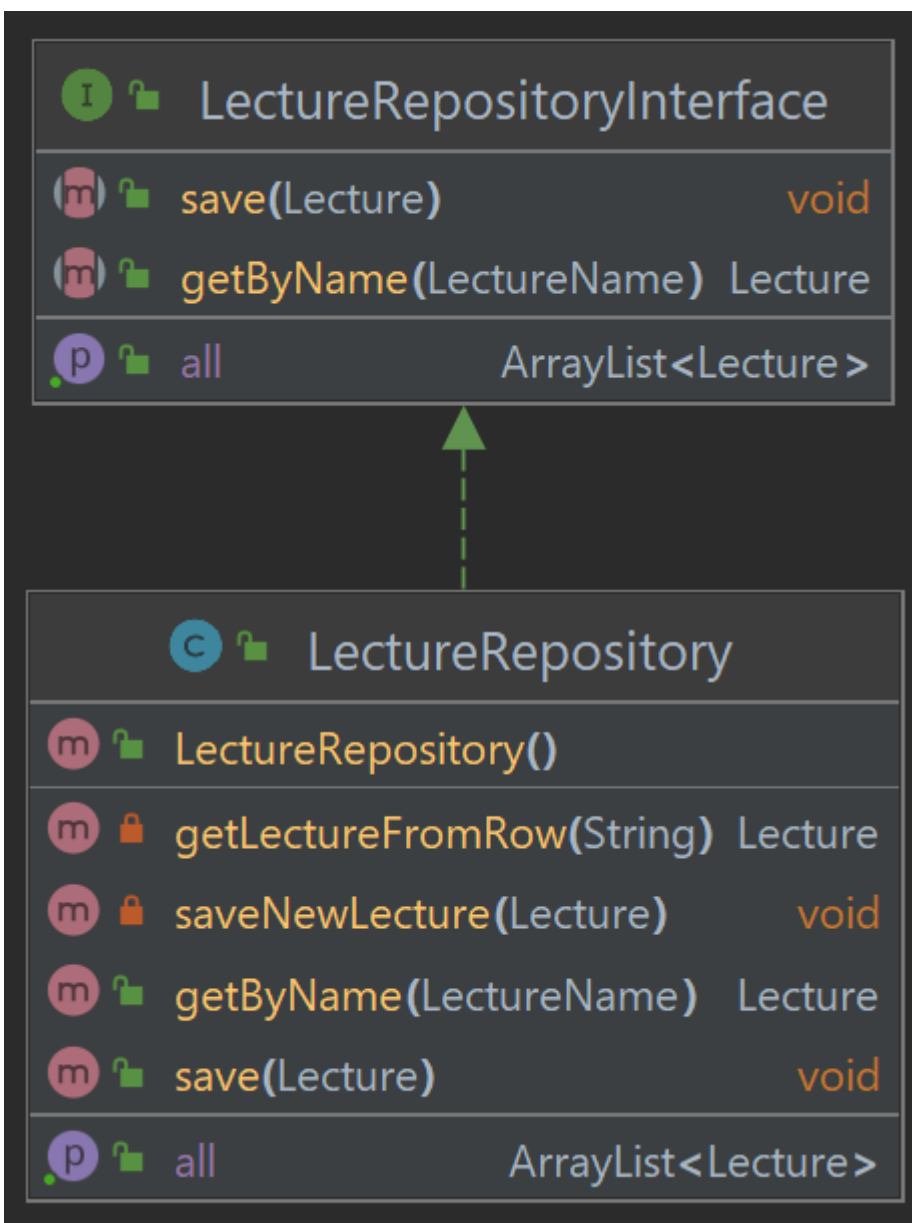 I LectureRepositoryInterface
m save(Lecture) void
m getByName(LectureName) Lecture
p all ArrayList<Lecture>
C LectureRepository
m LectureRepository()
m getLectureFromRow(String) Lecture
m saveNewLecture(Lecture) void
m getByName(LectureName) Lecture
m save(Lecture) void
p all ArrayList<Lecture>